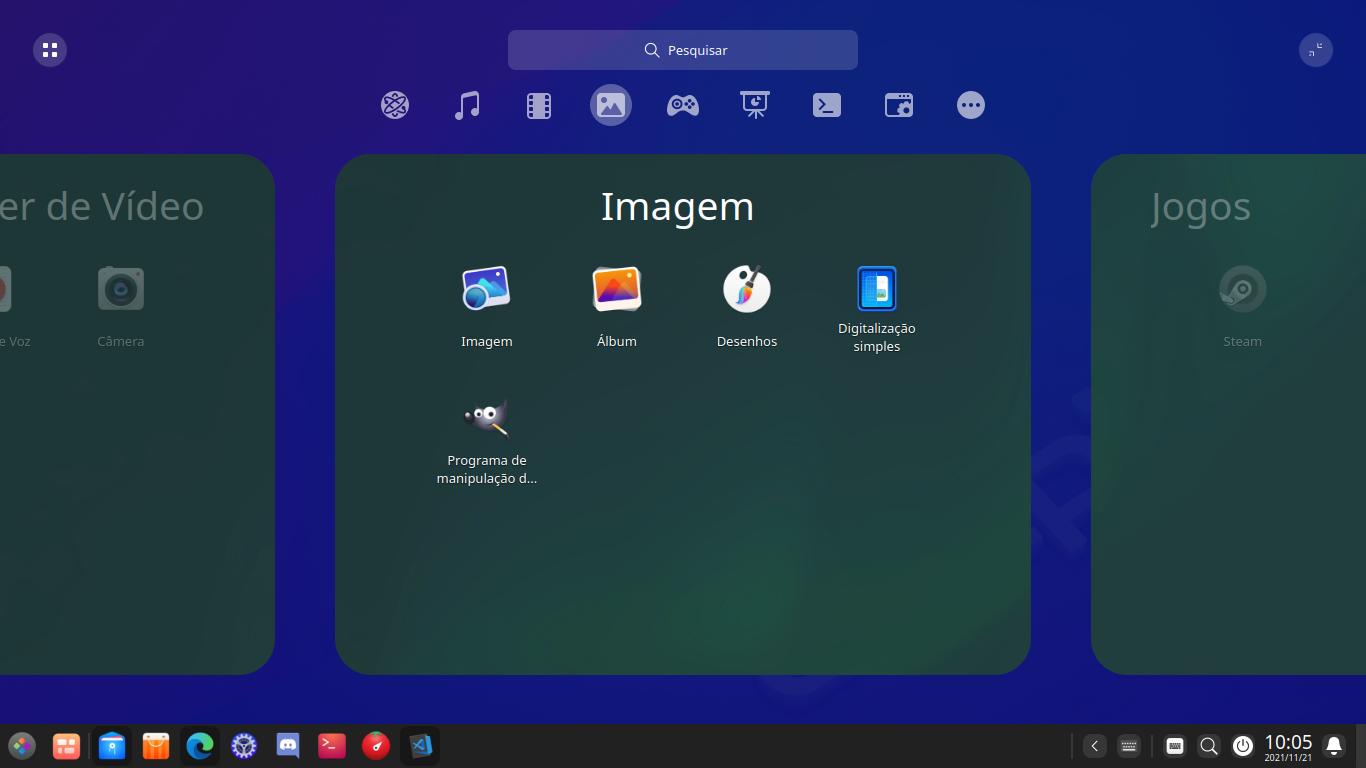 Pesquisar
er de Vídeo
Imagem
Jogos
e Voz
Câmera
Imagem
Álbum
Desenhos
Digitalização
simples
Steam
Programa de
manipulação d...
10:05
2021/11/21